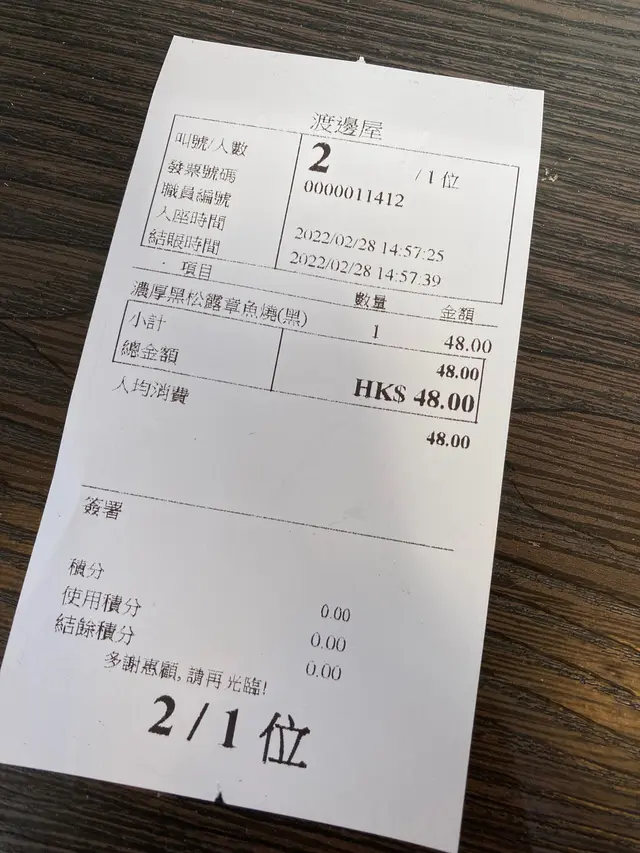 渡邊屋
叫號/人數 2 /1 位
發票號碼 0000011412
職員編號
入座時間 2022/02/28 14:57:25
結賬時間 2022/02/28 14:57:39
項目 數量 金額
濃厚黑松露章魚燒(黑) 1 48.00
小計 48.00
總金額 HK$ 48.00
人均消費 48.00
簽署
積分 0.00
使用積分 0.00
結餘積分 0.00
多謝惠顧, 請再光臨!
2 / 1 位